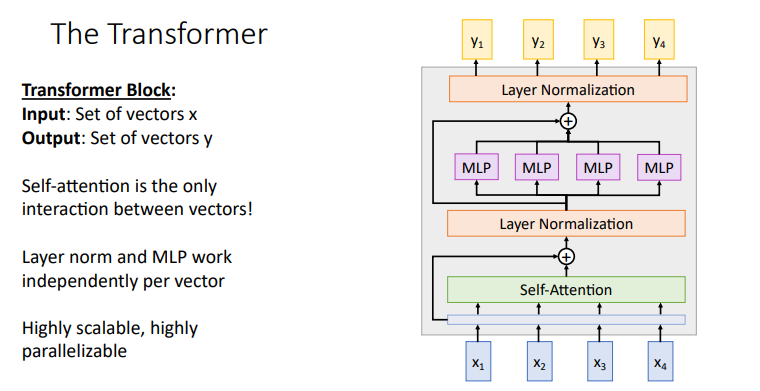 The Transformer
Transformer Block:
Input: Set of vectors x
Output: Set of vectors y
Self-attention is the only
interaction between vectors!
Layer norm and MLP work
independently per vector
Highly scalable, highly
parallelizable
y1 y2 y3 y4
Layer Normalization
+
MLP MLP MLP MLP
Layer Normalization
+
Self-Attention
x1 x2 x3 x4